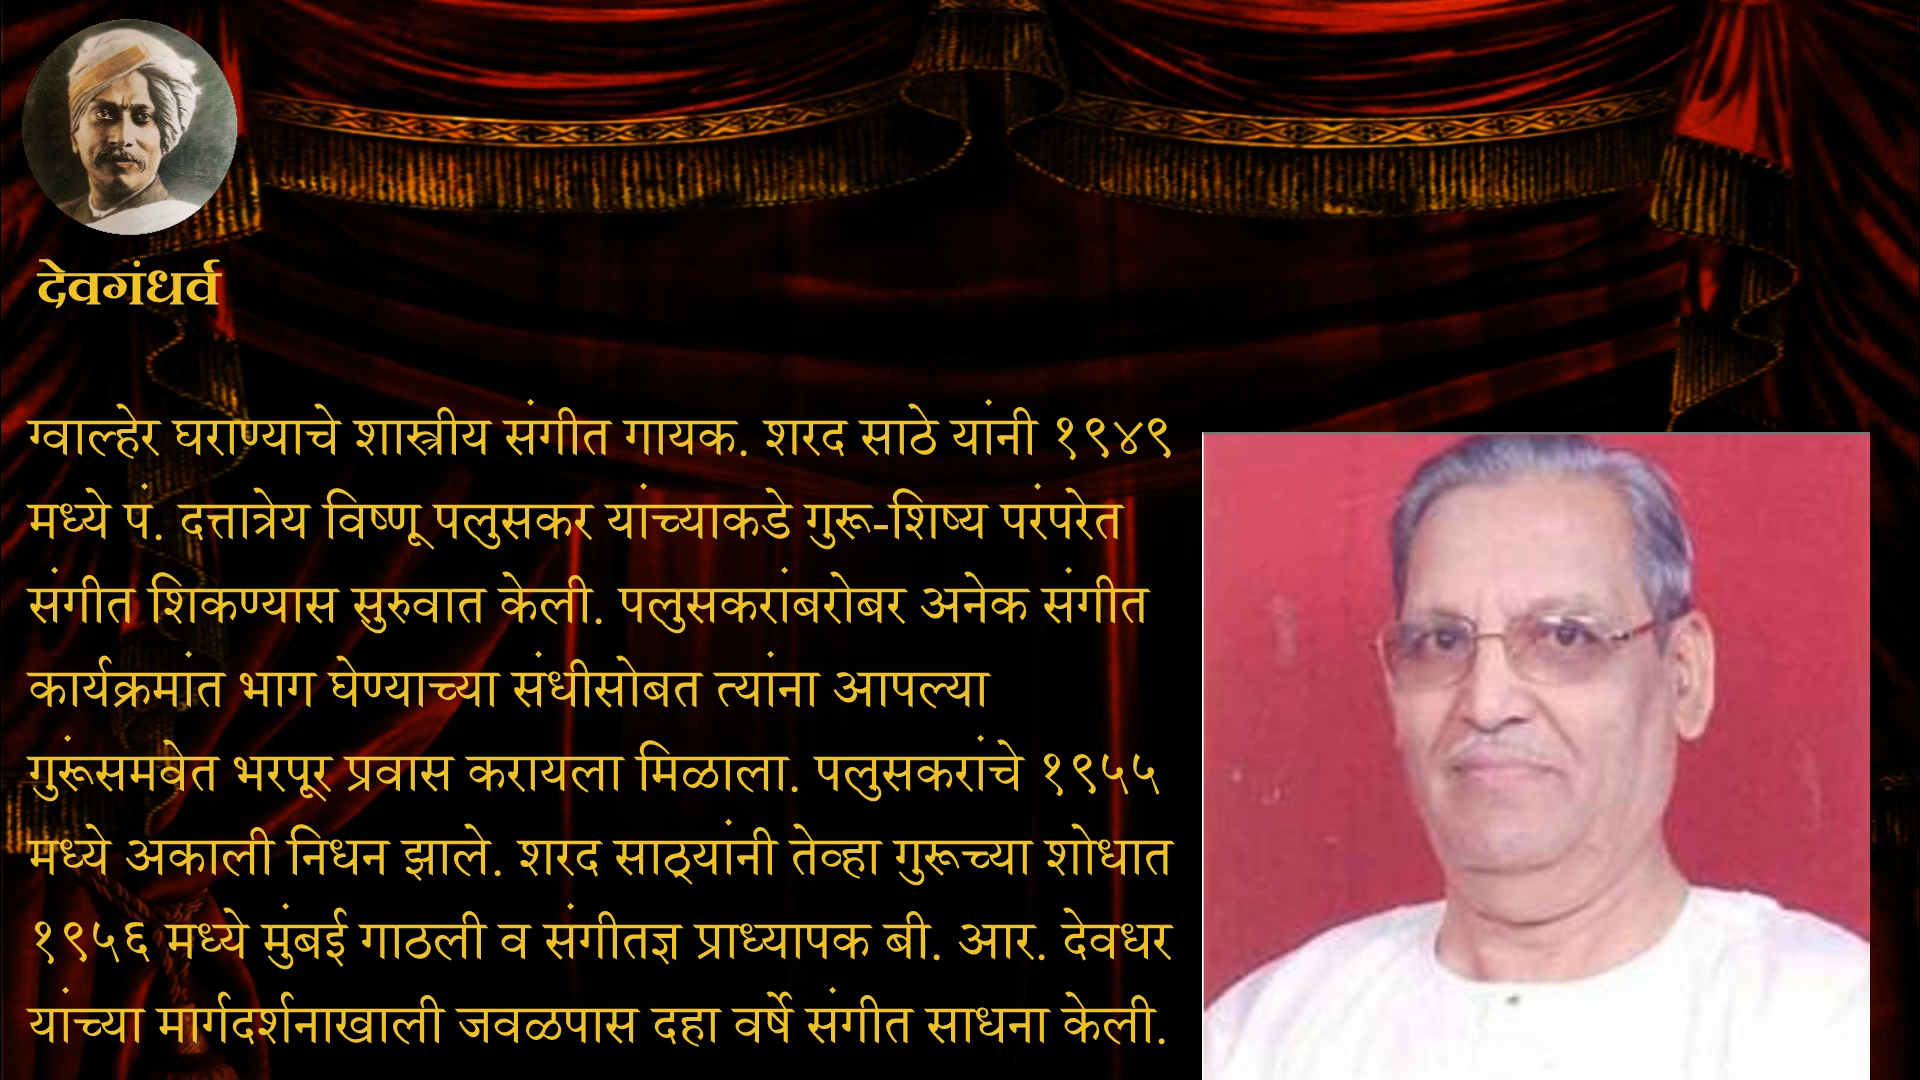 देवगंधर्व
ग्वाल्हेर घराण्याचे शास्त्रीय संगीत गायक. शरद साठे यांनी १९४९
मध्ये पं. दत्तात्रेय विष्णू पलुसकर यांच्याकडे गुरू-शिष्य परंपरेत
संगीत शिकण्यास सुरुवात केली. पलुसकरांबरोबर अनेक संगीत
कार्यक्रमांत भाग घेण्याच्या संधीसोबत त्यांना आपल्या
गुरूंसमवेत भरपूर प्रवास करायला मिळाला. पलुसकरांचे १९५५
मध्ये अकाली निधन झाले. शरद साठ्यांनी तेव्हा गुरूच्या शोधात
१९५६ मध्ये मुंबई गाठली व संगीतज्ञ प्राध्यापक बी. आर. देवधर
यांच्या मार्गदर्शनाखाली जवळपास दहा वर्षे संगीत साधना केली.